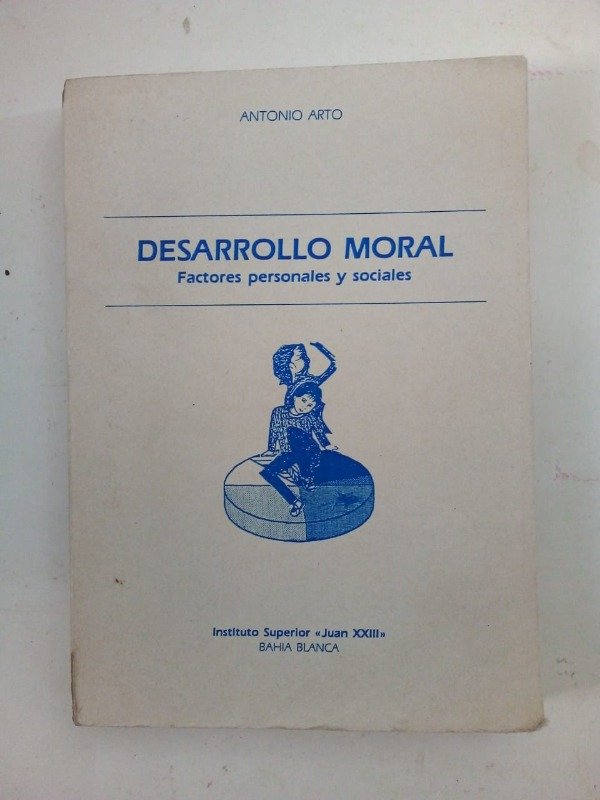 ANTONIO ARTO
DESARROLLO MORAL
Factores personales y sociales
Instituto Superior «Juan XXIII»
BAHIA BLANCA